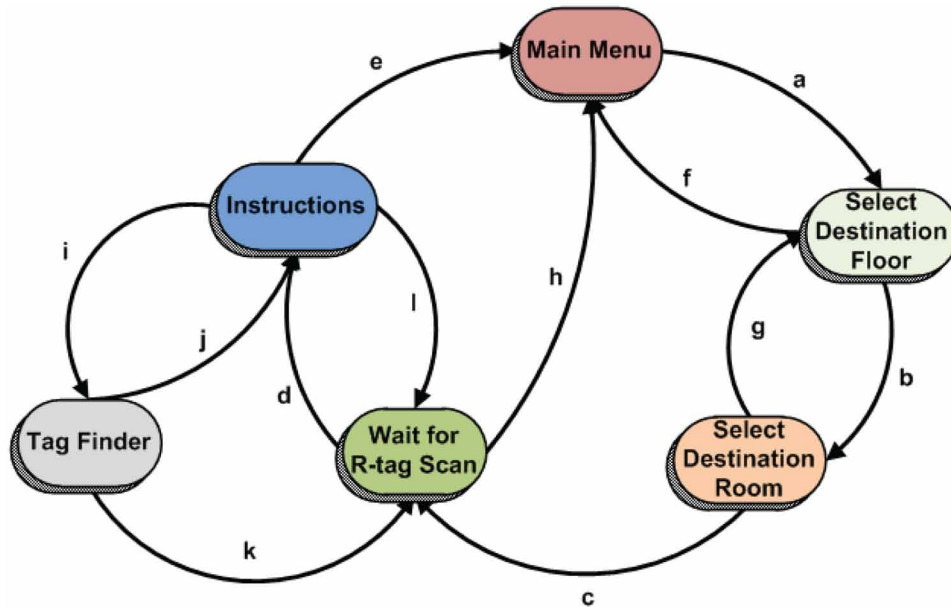 Main Menu
e
a
f
Instructions
Select
Destination
Floor
i
h
l
j
g
d
b
Tag Finder
Wait for
R-tag Scan
Select
Destination
Room
k
c